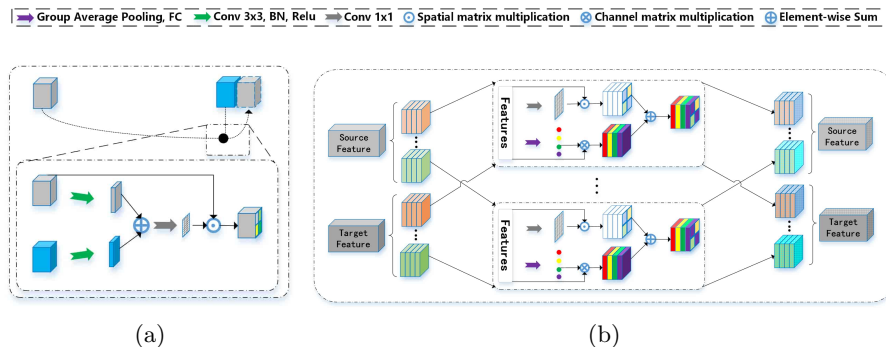 Group Average Pooling, FC Conv 3x3, BN, Relu Conv 1x1 Spatial matrix multiplication Channel matrix multiplication Element-wise Sum
Source
Feature
Target
Feature
Features
Features
Source
Feature
Target
Feature
(a) (b)